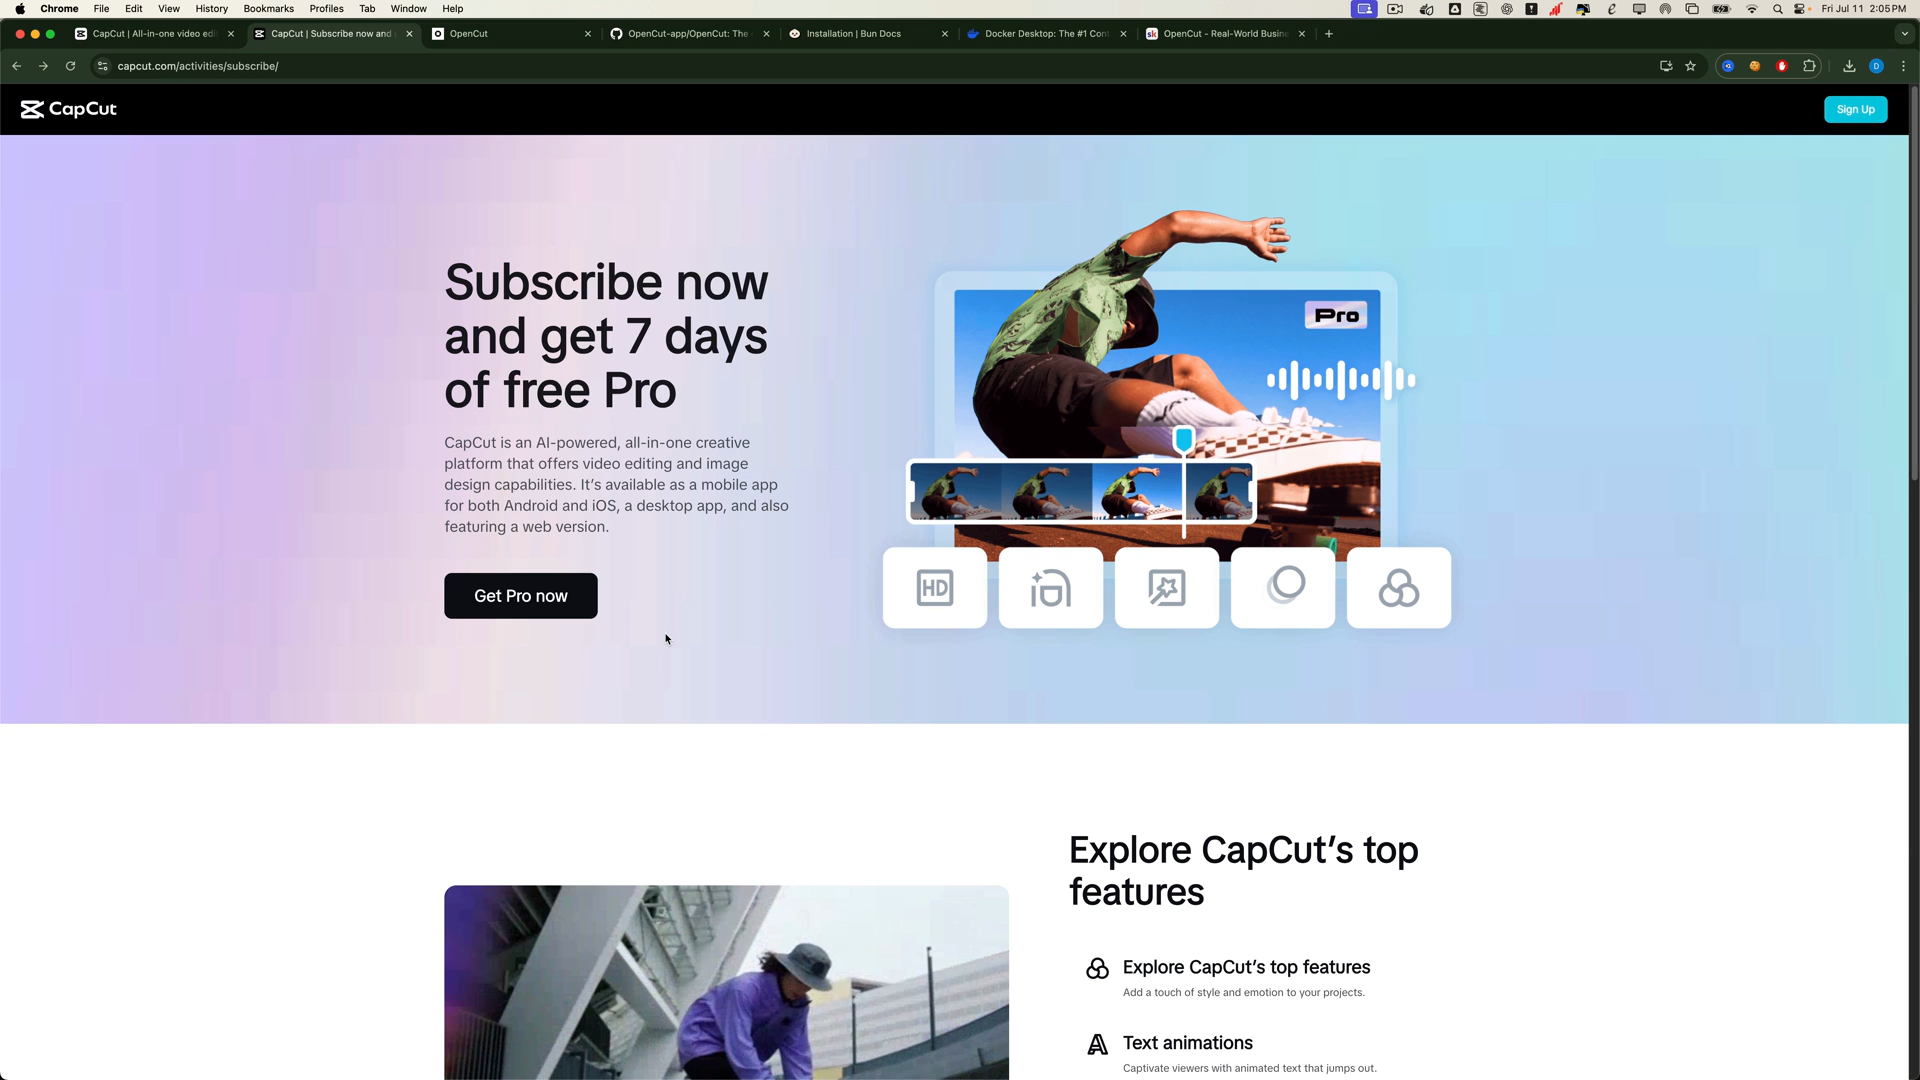 Chrome File Edit View History Bookmarks Profiles Tab Window Help Fri Jul 11 2:05 PM
CapCut | All-in-one video edi CapCut | Subscribe now and OpenCut OpenCut-app/OpenCut: The Installation | Bun Docs Docker Desktop: The #1 Con OpenCut - Real-World Busin
capcut.com/activities/subscribe/
CapCut
Sign Up
Subscribe now
and get 7 days
of free Pro
Pro
CapCut is an AI-powered, all-in-one creative
platform that offers video editing and image
design capabilities. It’s available as a mobile app
for both Android and iOS, a desktop app, and also
featuring a web version.
Get Pro now
HD
Explore CapCut’s top
features
Explore CapCut’s top features
Add a touch of style and emotion to your projects.
Text animations
Captivate viewers with animated text that jumps out.